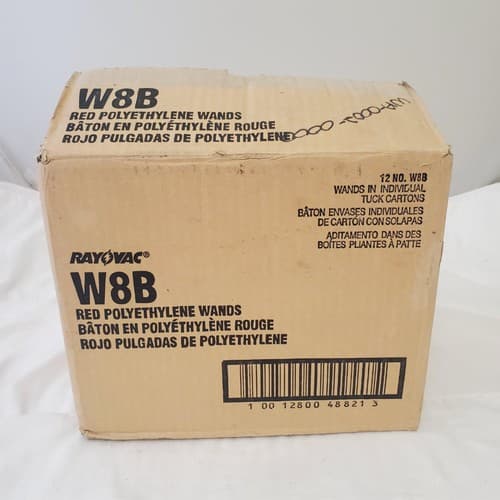 W8B
RED POLYETHYLENE WANDS
BÂTON EN POLYÉTHYLÈNE ROUGE
ROJO PULGADAS DE POLYETHYLENE
12 NO. W8B
WANDS IN INDIVIDUAL
TUCK CARTONS
BÂTON ENVASES INDIVIDUALES
DE CARTÓN CON SOLAPAS
ADITAMENTO DANS DES
BOÎTES PLIANTES À PATTE
RAYOVAC®
W8B
RED POLYETHYLENE WANDS
BÂTON EN POLYÉTHYLÈNE ROUGE
ROJO PULGADAS DE POLYETHYLENE
1 00 12800 48821 3